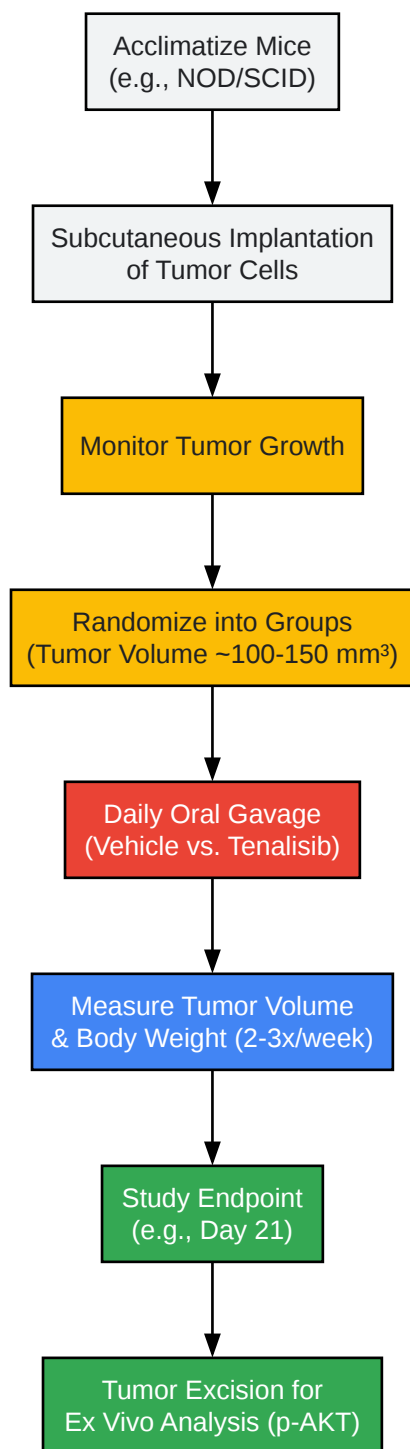 Acclimatize Mice
(e.g., NOD/SCID)
Subcutaneous Implantation
of Tumor Cells
Monitor Tumor Growth
Randomize into Groups
(Tumor Volume ~100-150 mm³)
Daily Oral Gavage
(Vehicle vs. Tenalisib)
Measure Tumor Volume
& Body Weight (2-3x/week)
Study Endpoint
(e.g., Day 21)
Tumor Excision for
Ex Vivo Analysis (p-AKT)